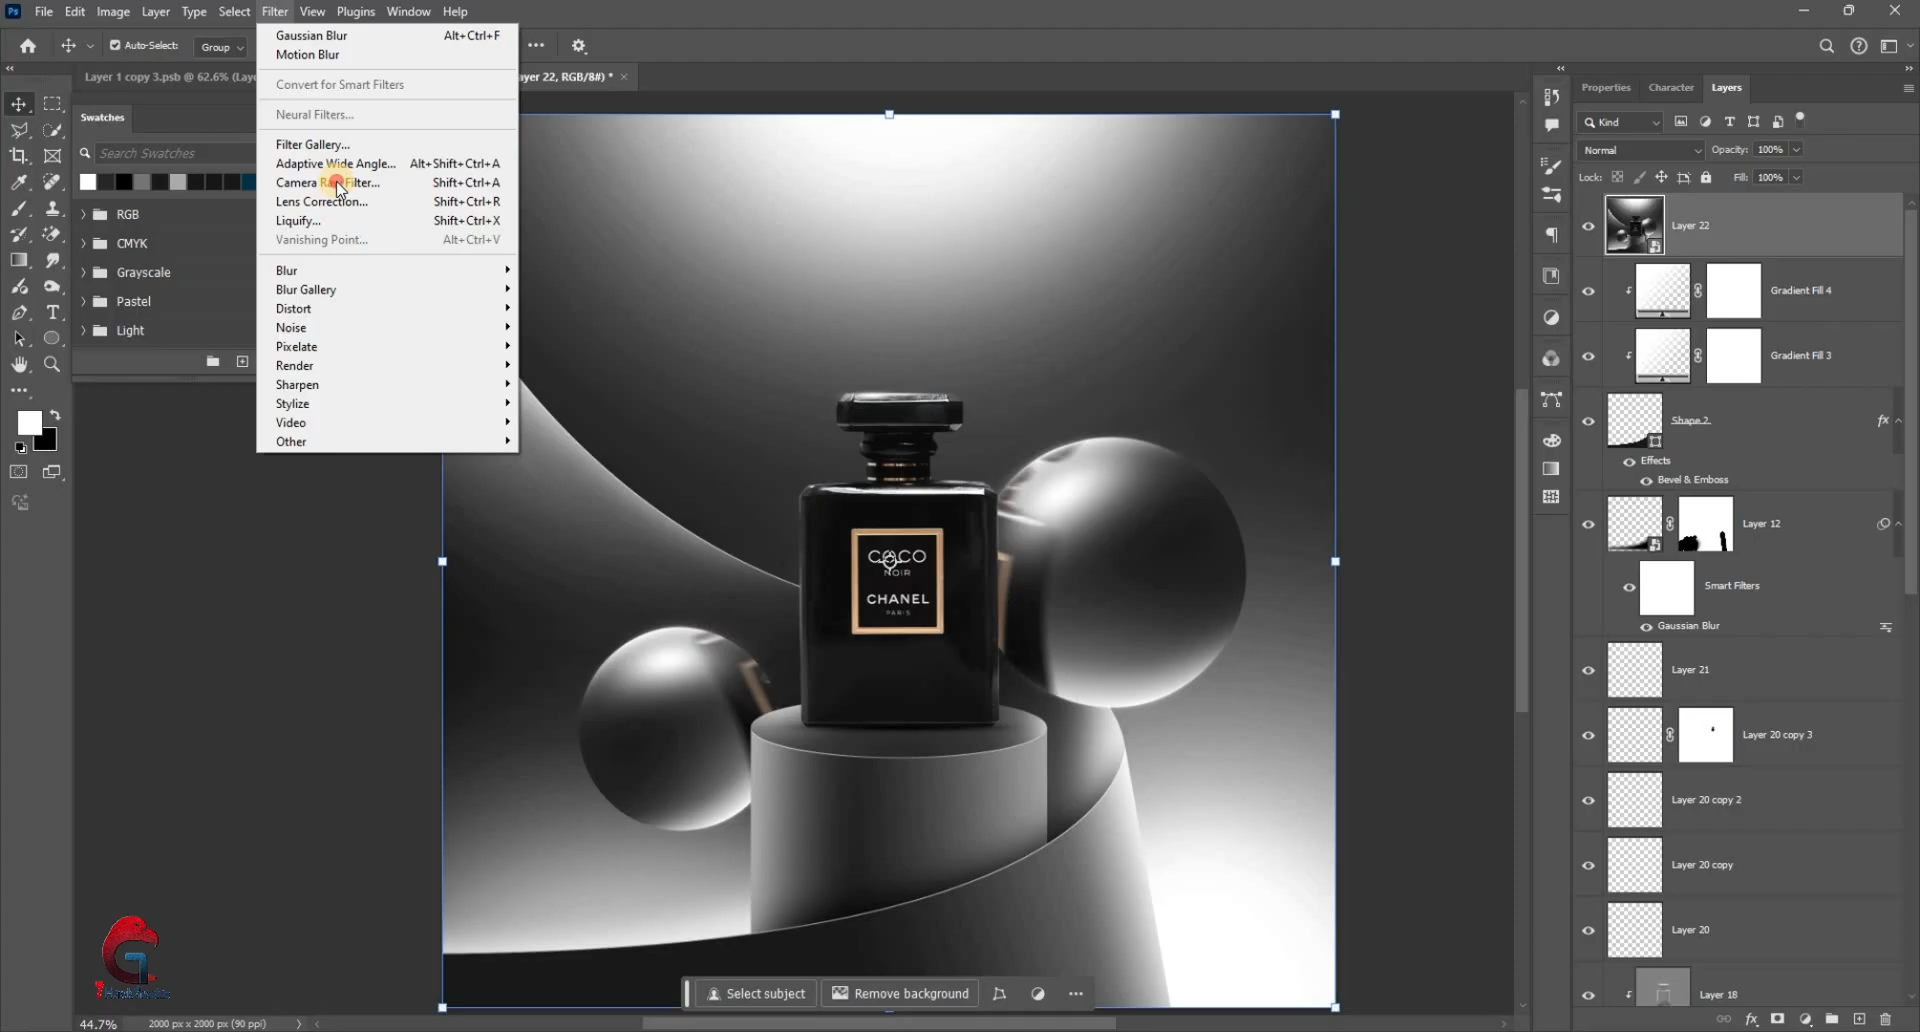 Ps File Edit Image Layer Type Select Filter View Plugins Window Help
Auto-Select: Group
Layer 1 copy 3.psb @ 62.6% (Laye
ayer 22, RGB/8#) *
Gaussian Blur Alt+Ctrl+F
Motion Blur
Convert for Smart Filters
Neural Filters...
Filter Gallery...
Adaptive Wide Angle... Alt+Shift+Ctrl+A
Camera Raw Filter... Shift+Ctrl+A
Lens Correction... Shift+Ctrl+R
Liquify... Shift+Ctrl+X
Vanishing Point... Alt+Ctrl+V
Blur
Blur Gallery
Distort
Noise
Pixelate
Render
Sharpen
Stylize
Video
Other
Swatches
Search Swatches
RGB
CMYK
Grayscale
Pastel
Light
COCO
NOIR
CHANEL
PARIS
Select subject Remove background
44.7% 2000 px x 2000 px (90 ppi)
Properties Character Layers
Kind
Normal Opacity: 100%
Lock: Fill: 100%
Layer 22
Gradient Fill 4
Gradient Fill 3
Shape 2
fx
Effects
Bevel & Emboss
Layer 12
Smart Filters
Gaussian Blur
Layer 21
Layer 20 copy 3
Layer 20 copy 2
Layer 20 copy
Layer 20
Layer 18
fx